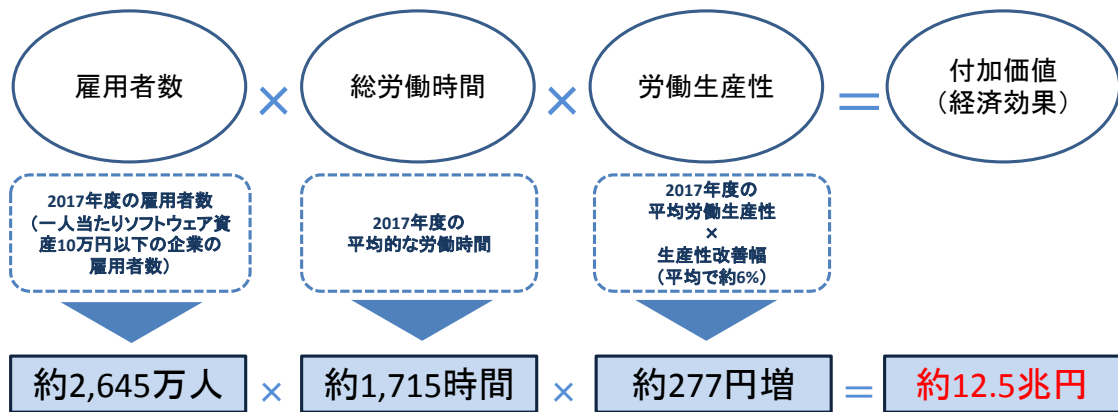 雇用者数
×
総労働時間
×
労働生産性
＝
付加価値
（経済効果）
2017年度の雇用者数
（一人当たりソフトウェア資
産10万円以下の企業の
雇用者数）
2017年度の
平均的な労働時間
2017年度の
平均労働生産性
×
生産性改善幅
（平均で約6%）
約2,645万人
×
約1,715時間
×
約277円増
＝
約12.5兆円